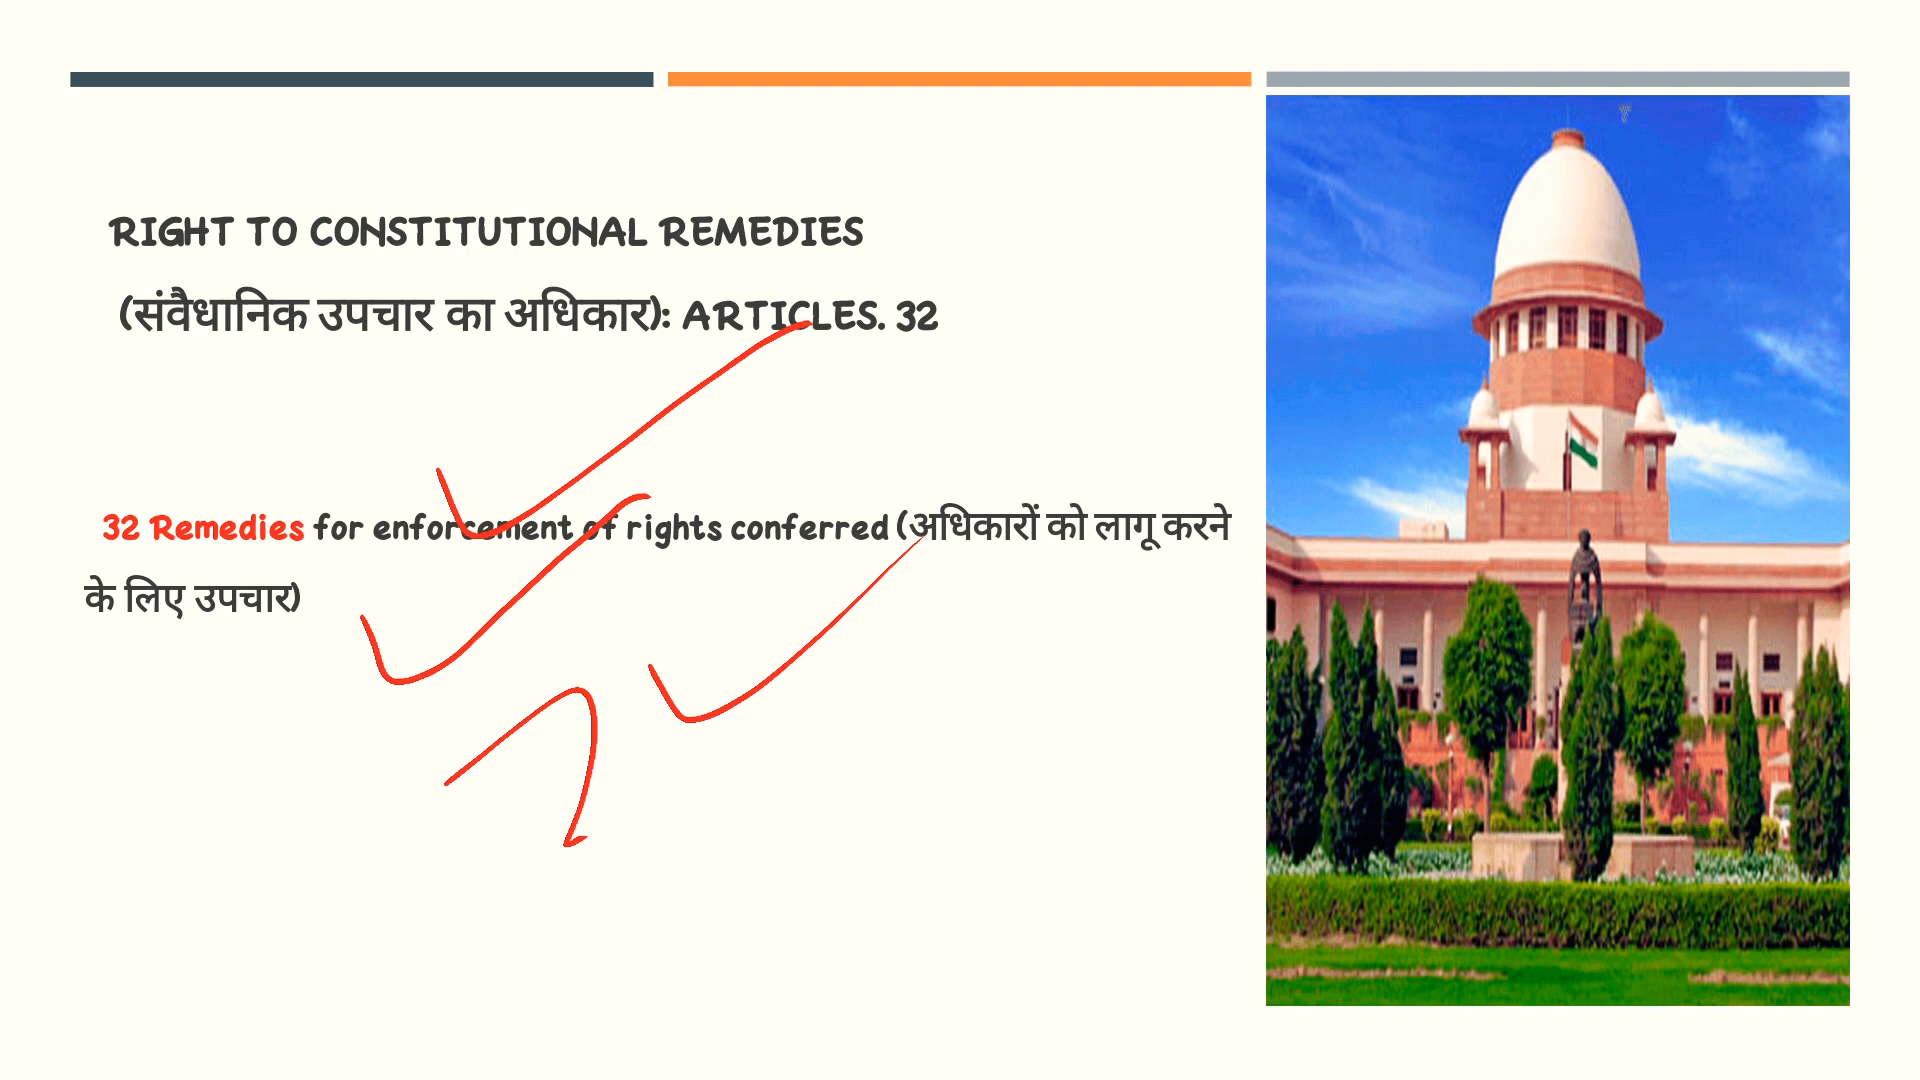 RIGHT TO CONSTITUTIONAL REMEDIES
(संवैधानिक उपचार का अधिकार): ARTICLES. 32
32 Remedies for enforcement of rights conferred (अधिकारों को लागू करने
के लिए उपचार)